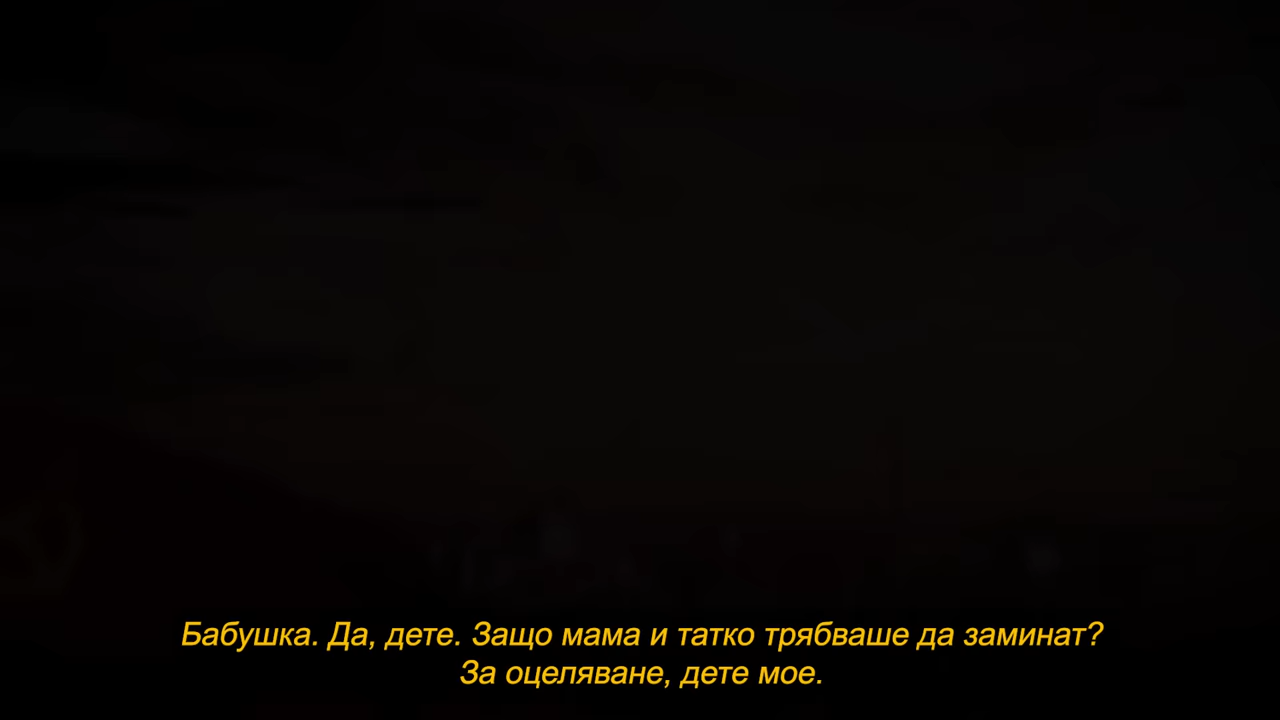 Бабушка. Да, дете. Защо мама и татко трябваше да заминат?
За оцеляване, дете мое.